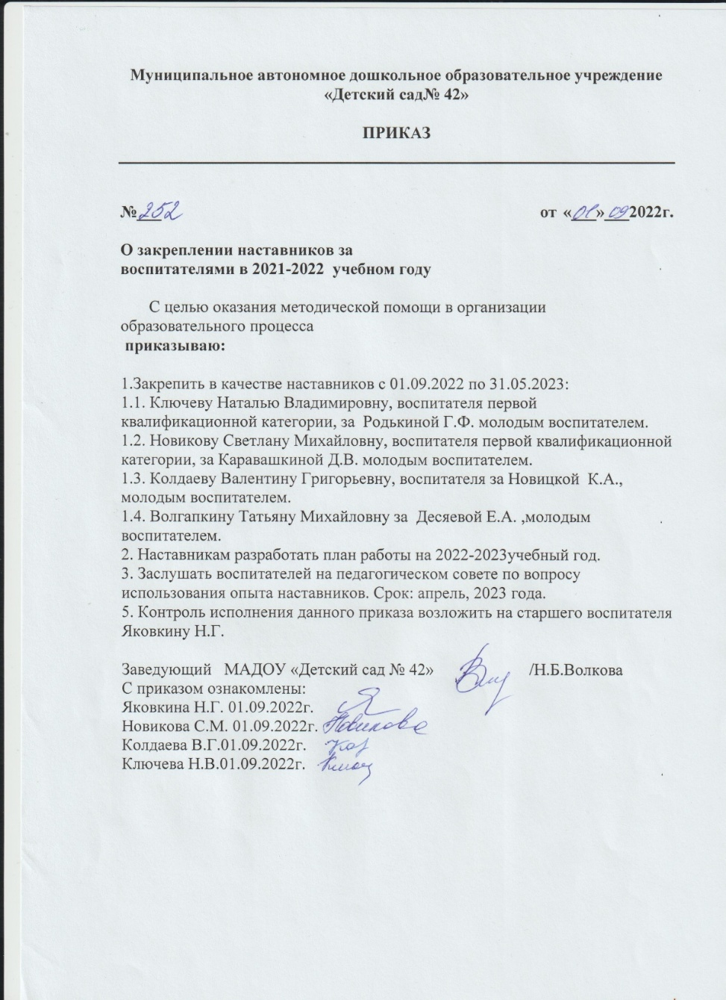 Муниципальное автономное дошкольное образовательное учреждение
«Детский сад№ 42»
ПРИКАЗ
№ 252 от «01» 09 2022г.
О закреплении наставников за
воспитателями в 2021-2022 учебном году
С целью оказания методической помощи в организации
образовательного процесса
приказываю:
1.Закрепить в качестве наставников с 01.09.2022 по 31.05.2023:
1.1. Ключеву Наталью Владимировну, воспитателя первой
квалификационной категории, за Родькиной Г.Ф. молодым воспитателем.
1.2. Новикову Светлану Михайловну, воспитателя первой квалификационной
категории, за Каравашкиной Д.В. молодым воспитателем.
1.3. Колдаеву Валентину Григорьевну, воспитателя за Новицкой К.А.,
молодым воспитателем.
1.4. Волгапкину Татьяну Михайловну за Десяевой Е.А. ,молодым
воспитателем.
2. Наставникам разработать план работы на 2022-2023учебный год.
3. Заслушать воспитателей на педагогическом совете по вопросу
использования опыта наставников. Срок: апрель, 2023 года.
5. Контроль исполнения данного приказа возложить на старшего воспитателя
Яковкину Н.Г.
Заведующий МАДОУ «Детский сад № 42» /Н.Б.Волкова
С приказом ознакомлены:
Яковкина Н.Г. 01.09.2022г.
Новикова С.М. 01.09.2022г. Новикова
Колдаева В.Г.01.09.2022г.
Ключева Н.В.01.09.2022г.